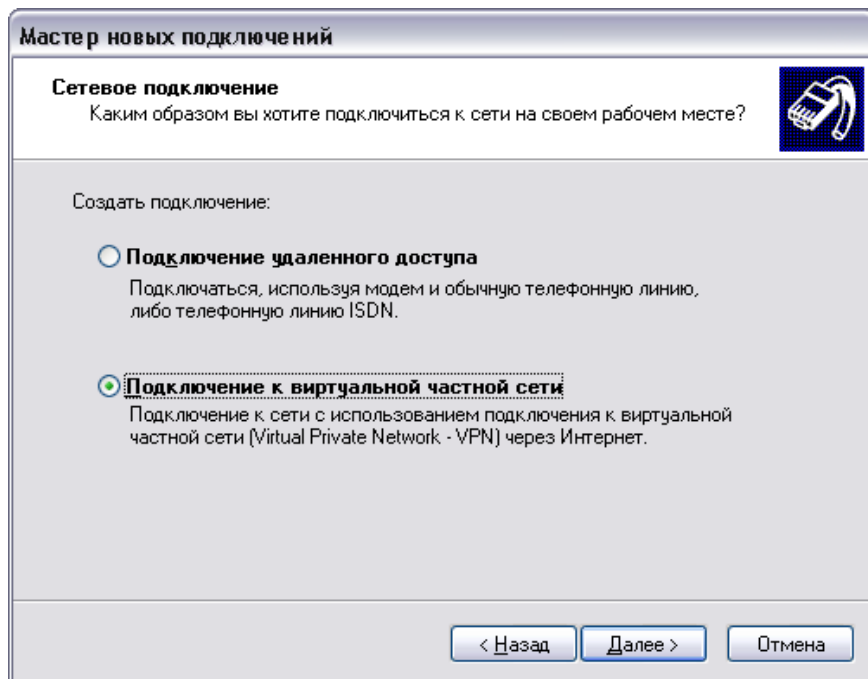 Мастер новых подключений
Сетевое подключение
Каким образом вы хотите подключиться к сети на своем рабочем месте?
Создать подключение:
Подключение удаленного доступа
Подключаться, используя модем и обычную телефонную линию,
либо телефонную линию ISDN.
Подключение к виртуальной частной сети
Подключение к сети с использованием подключения к виртуальной
частной сети (Virtual Private Network - VPN) через Интернет.
< Назад Далее > Отмена